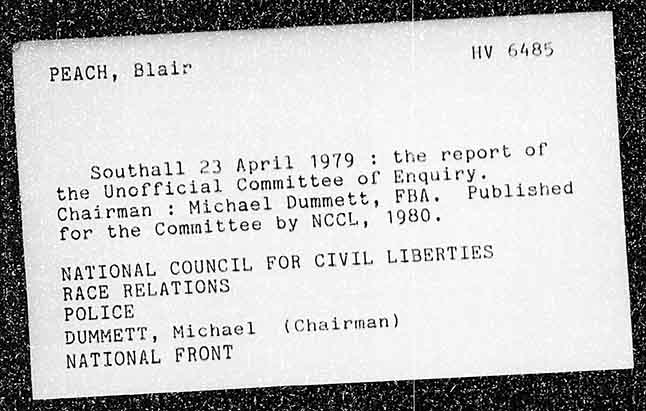 PEACH, Blair HV 6485
Southall 23 April 1979 : the report of
the Unofficial Committee of Enquiry.
Chairman : Michael Dummett, FBA. Published
for the Committee by NCCL, 1980.
NATIONAL COUNCIL FOR CIVIL LIBERTIES
RACE RELATIONS
POLICE
DUMMETT, Michael (Chairman)
NATIONAL FRONT